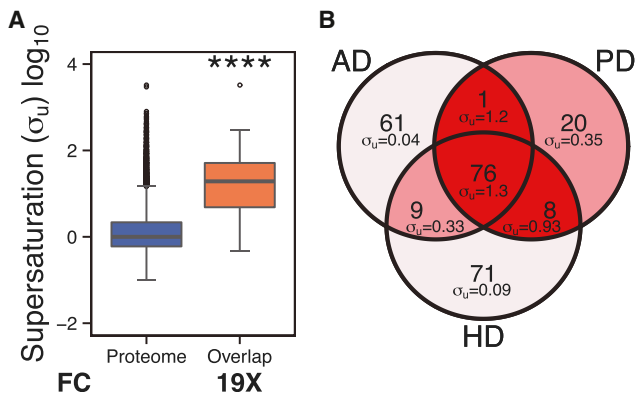 A
Supersaturation (σu) log10
4
2
0
−2
****
Proteome
Overlap
FC
19X
B
AD
PD
HD
61
σu=0.04
1
σu=1.2
20
σu=0.35
76
σu=1.3
9
σu=0.33
8
σu=0.93
71
σu=0.09